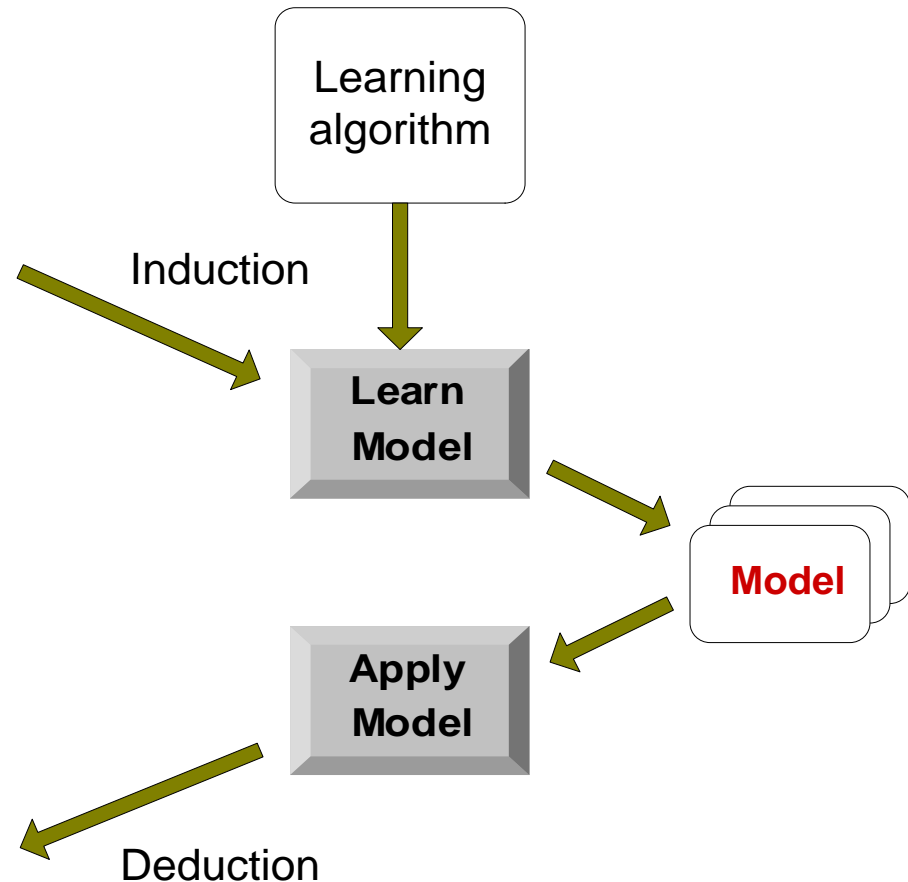 Learning
algorithm
Induction
Learn
Model
Model
Apply
Model
Deduction